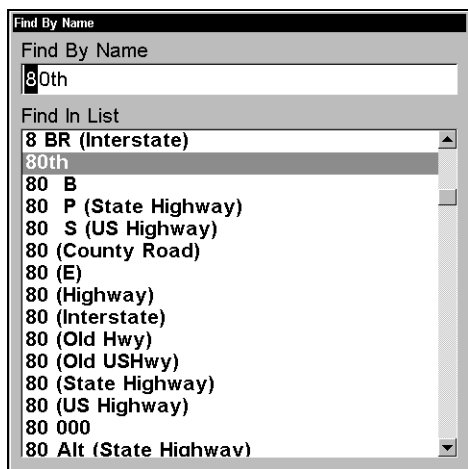 Find By Name
Find By Name
80th
Find In List
8 BR (Interstate)
80th
80 B
80 P (State Highway)
80 S (US Highway)
80 (County Road)
80 (E)
80 (Highway)
80 (Interstate)
80 (Old Hwy)
80 (Old USHwy)
80 (State Highway)
80 (US Highway)
80 000
80 Alt (State Highway)